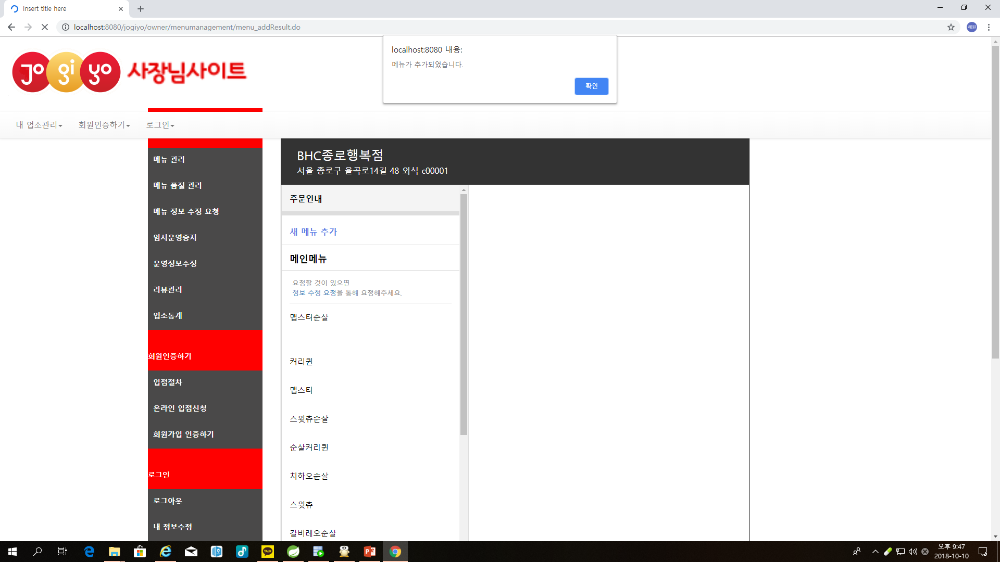 Insert title here
localhost:8080/jogiyo/owner/menumanagement/menu_addResult.do
혜원
localhost:8080 내용:
메뉴가 추가되었습니다.
확인
Jo gi yo 사장님사이트
내 업소관리 회원인증하기 로그인
메뉴 관리
메뉴 품절 관리
메뉴 정보 수정 요청
임시운영중지
운영정보수정
리뷰관리
업소통계
회원인증하기
입점절차
온라인 입점신청
회원가입 인증하기
로그인
로그아웃
내 정보수정
BHC종로행복점
서울 종로구 율곡로14길 48 외식 c00001
주문안내
새 메뉴 추가
메인메뉴
요청할 것이 있으면
정보 수정 요청을 통해 요청해주세요.
맵스터순살
커리퀸
맵스터
스윗츄순살
순살커리퀸
치하오순살
스윗츄
갈비레오순살
TALK
오후 9:47
2018-10-10